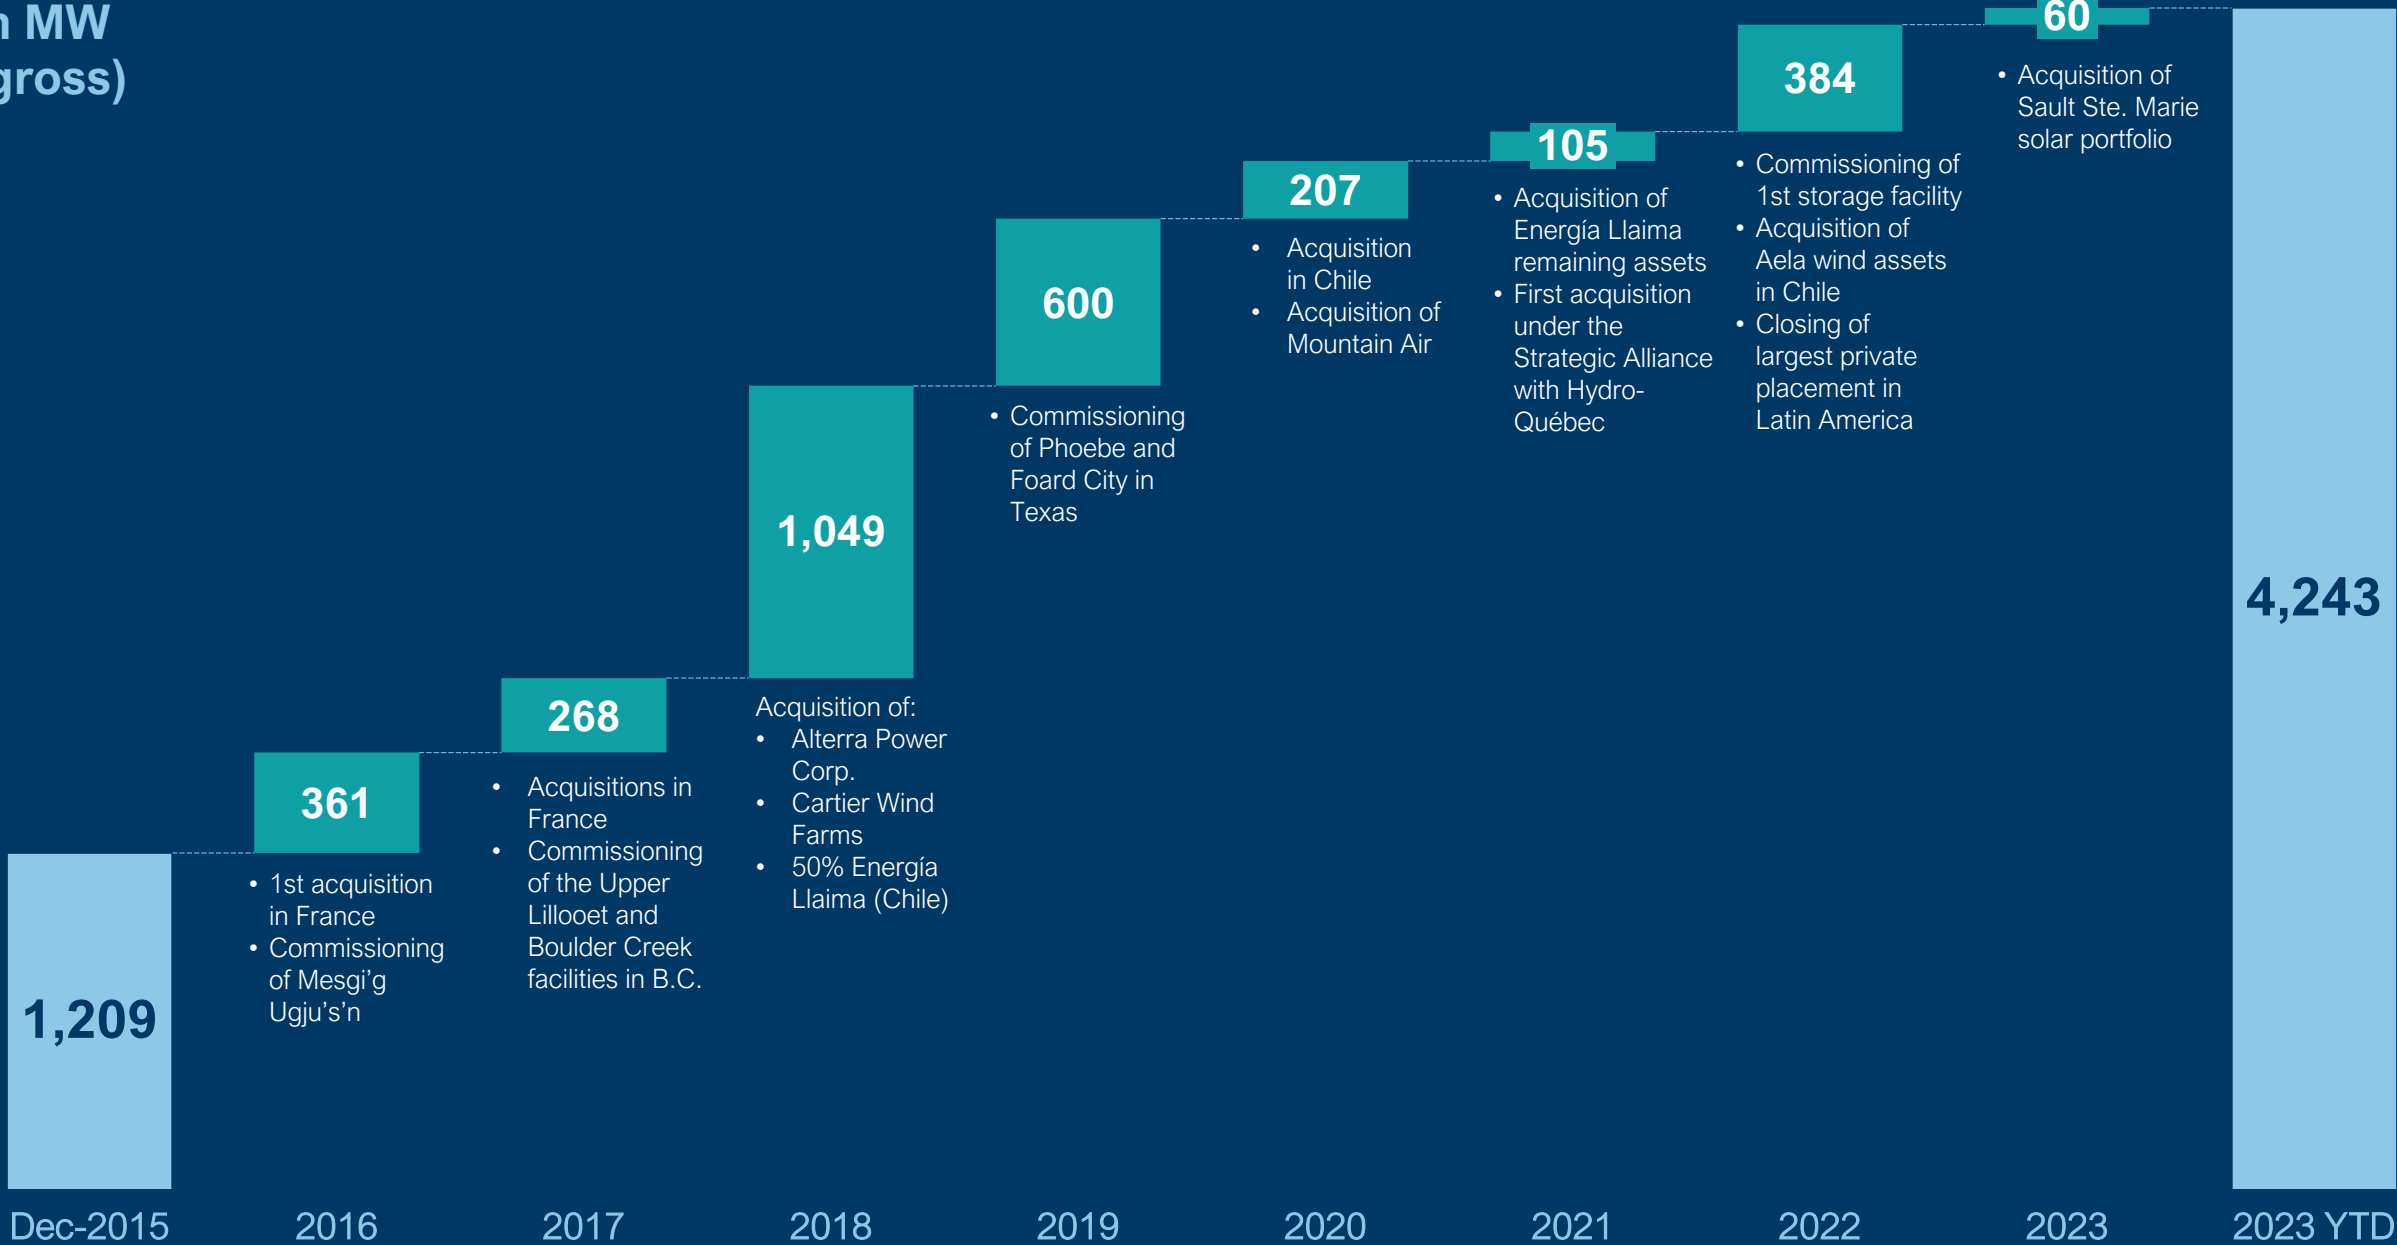 MW
gross)
1,209
361
• 1st acquisition
in France
• Commissioning
of Mesgi’g
Ugju’s’n
268
• Acquisitions in
France
• Commissioning
of the Upper
Lillooet and
Boulder Creek
facilities in B.C.
1,049
Acquisition of:
• Alterra Power
Corp.
• Cartier Wind
Farms
• 50% Energía
Llaima (Chile)
600
• Commissioning
of Phoebe and
Foard City in
Texas
207
• Acquisition
in Chile
• Acquisition of
Mountain Air
105
• Acquisition of
Energía Llaima
remaining assets
• First acquisition
under the
Strategic Alliance
with Hydro-
Québec
384
• Commissioning of
1st storage facility
• Acquisition of
Aela wind assets
in Chile
• Closing of
largest private
placement in
Latin America
60
• Acquisition of
Sault Ste. Marie
solar portfolio
4,243
Dec-2015
2016
2017
2018
2019
2020
2021
2022
2023
2023 YTD